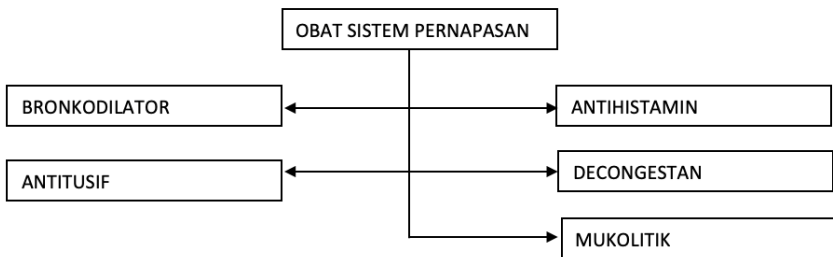 OBAT SISTEM PERNAPASAN
BRONKODILATOR
ANTIHISTAMIN
ANTITUSIF
DECONGESTAN
MUKOLITIK